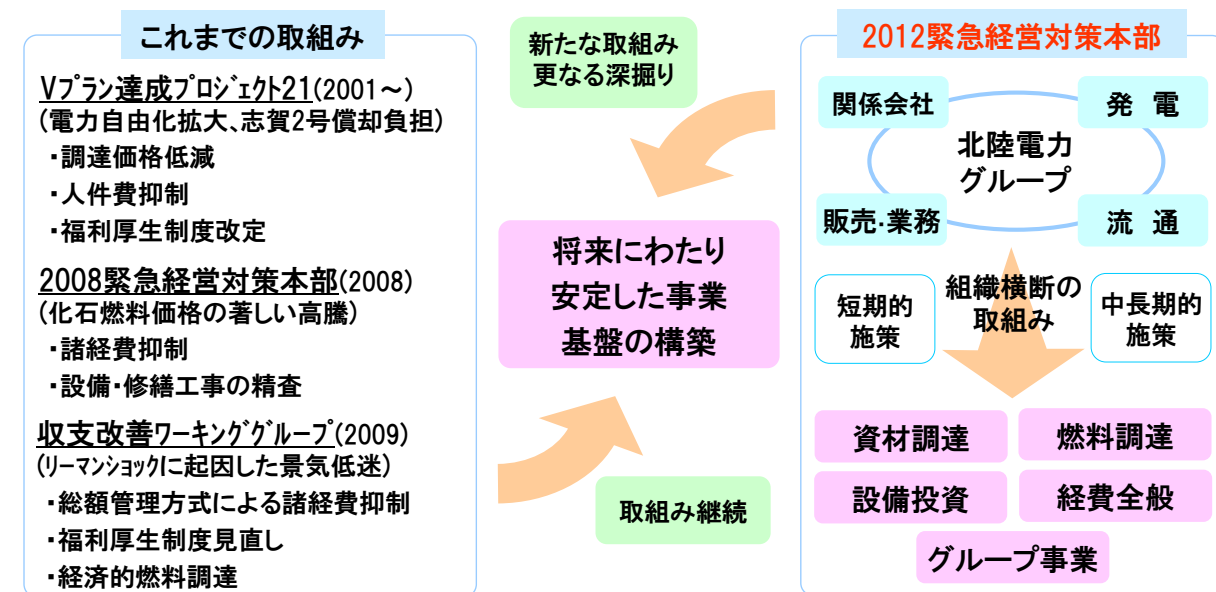 これまでの取組み
Vプラン達成プロジェクト21(2001～)
(電力自由化拡大、志賀2号償却負担)
・調達価格低減
・人件費抑制
・福利厚生制度改定
2008緊急経営対策本部(2008)
(化石燃料価格の著しい高騰)
・諸経費抑制
・設備・修繕工事の精査
収支改善ワーキンググループ(2009)
(リーマンショックに起因した景気低迷)
・総額管理方式による諸経費抑制
・福利厚生制度見直し
・経済的燃料調達
新たな取組み
更なる深掘り
将来にわたり
安定した事業
基盤の構築
取組み継続
2012緊急経営対策本部
関係会社
発 電
北陸電力
グループ
販売・業務
流 通
組織横断の
取組み
短期的
施策
中長期的
施策
資材調達
燃料調達
設備投資
経費全般
グループ事業